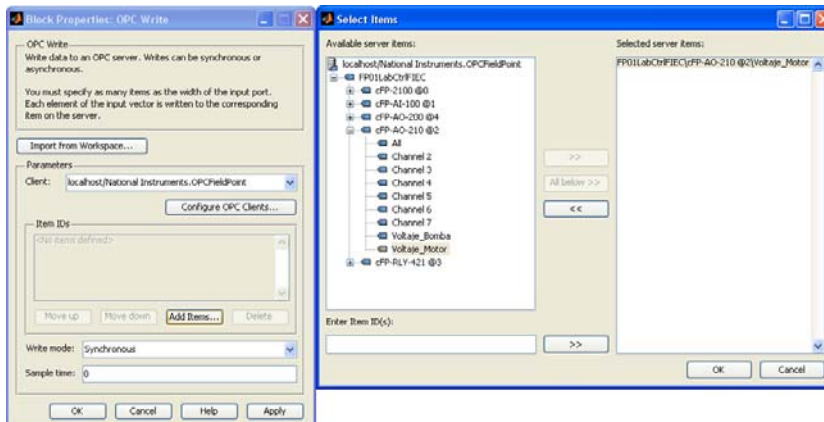 Block Properties: OPC Write
OPC Write
Write data to an OPC server. Writes can be synchronous or
asynchronous.
You must specify as many items as the width of the input port.
Each element of the input vector is written to the corresponding
item on the server.
Import from Workspace...
Parameters
Client: localhost/National Instruments.OPCFieldPoint
Configure OPC Clients...
Item IDs
<No items defined>
Move up Move down Add Items... Delete
Write mode: Synchronous
Sample time: 0
OK Cancel Help Apply
Select Items
Available server items:
localhost/National Instruments.OPCFieldPoint
FP01LabCtrlFIEC
cFP-2100 @0
cFP-AI-100 @1
cFP-AO-200 @4
cFP-AO-210 @2
All
Channel 2
Channel 3
Channel 4
Channel 5
Channel 6
Channel 7
Voltaje_Bomba
Voltaje_Motor
cFP-RLY-421 @3
Enter Item ID(s):
>>
All below >>
<<
>>
Selected server items:
FP01LabCtrlFIEC\cFP-AO-210 @2\Voltaje_Motor
OK Cancel